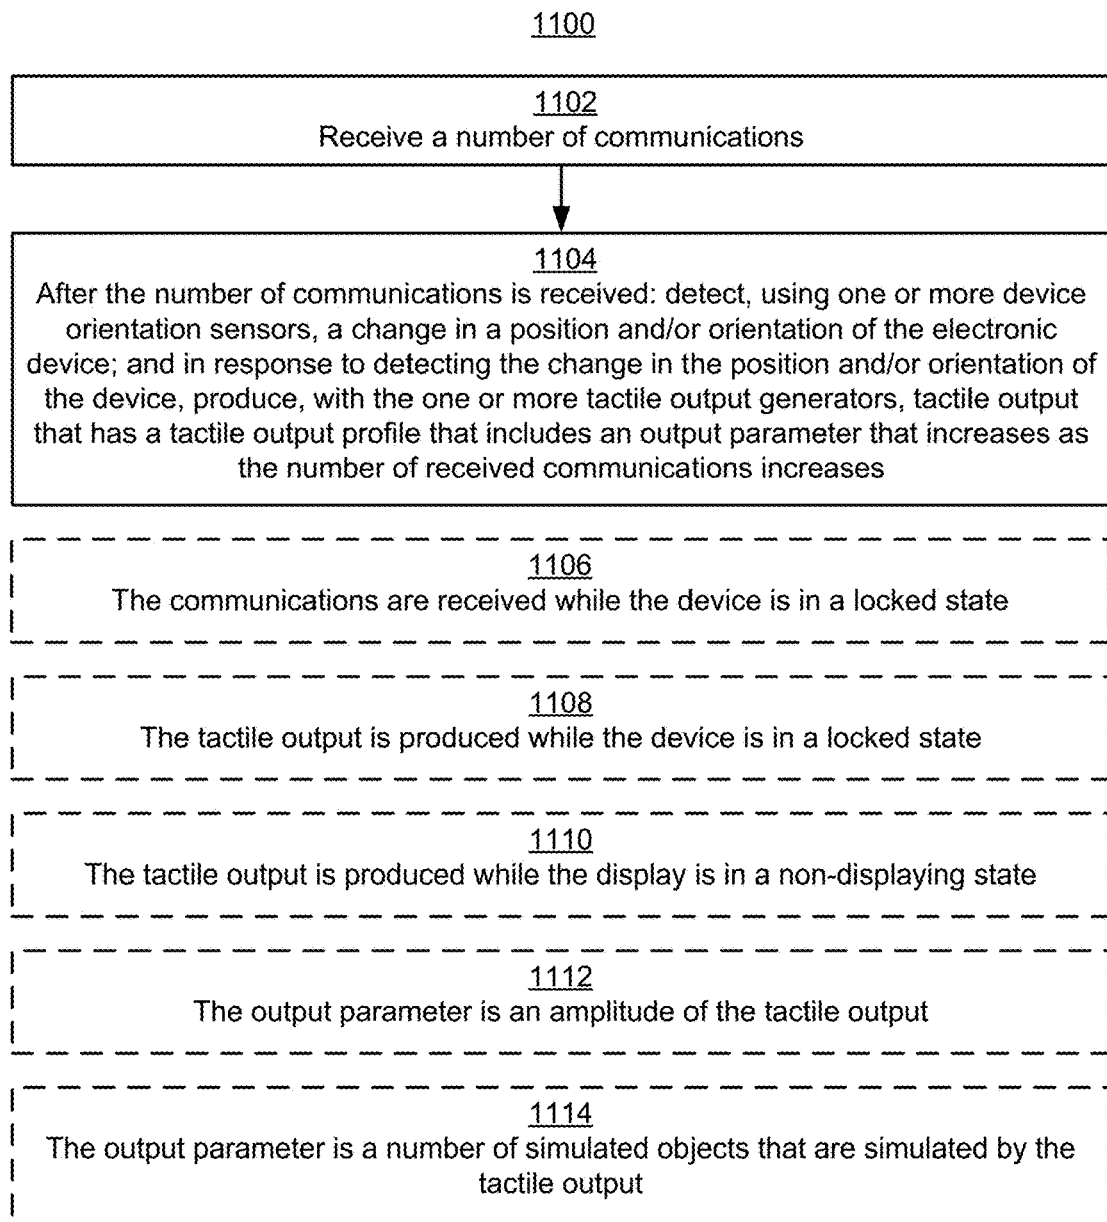 1100
1102
Receive a number of communications
1104
After the number of communications is received: detect, using one or more device
orientation sensors, a change in a position and/or orientation of the electronic
device; and in response to detecting the change in the position and/or orientation of
the device, produce, with the one or more tactile output generators, tactile output
that has a tactile output profile that includes an output parameter that increases as
the number of received communications increases
1106
The communications are received while the device is in a locked state
1108
The tactile output is produced while the device is in a locked state
1110
The tactile output is produced while the display is in a non-displaying state
1112
The output parameter is an amplitude of the tactile output
1114
The output parameter is a number of simulated objects that are simulated by the
tactile output